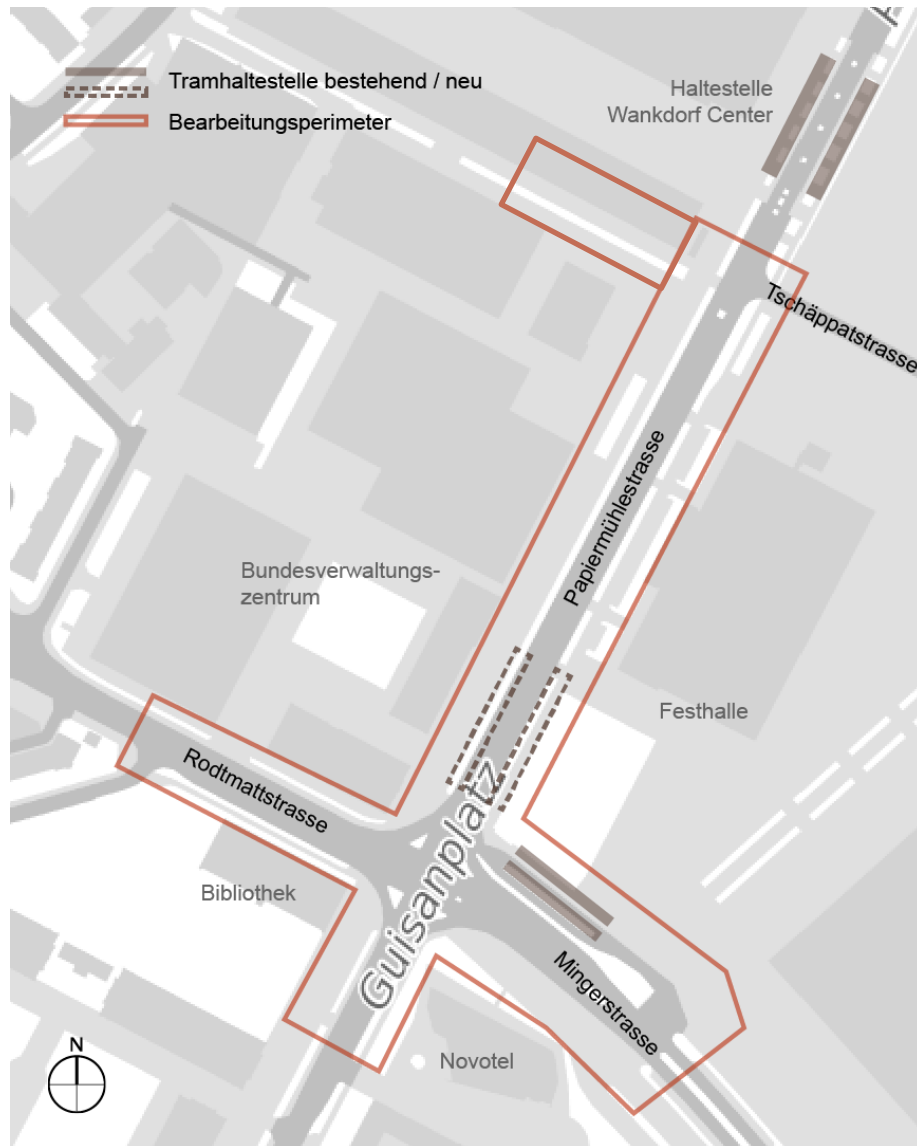 Tramhaltestelle bestehend / neu
Bearbeitungsperimeter
Haltestelle
Wankdorf Center
Tschäppatstrasse
Papiermühlestrasse
Bundesverwaltungs-
zentrum
Festhalle
Rodtmattstrasse
Guisanplatz
Bibliothek
Mingerstrasse
Novotel
N